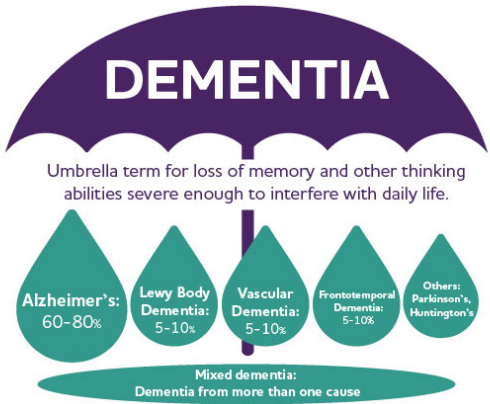 DEMENTIA
Umbrella term for loss of memory and other thinking
abilities severe enough to interfere with daily life.
Alzheimer's:
60-80%
Lewy Body
Dementia:
5-10%
Vascular
Dementia:
5-10%
Frontotemporal
Dementia:
5-10%
Others:
Parkinson's,
Huntington's
Mixed dementia:
Dementia from more than one cause